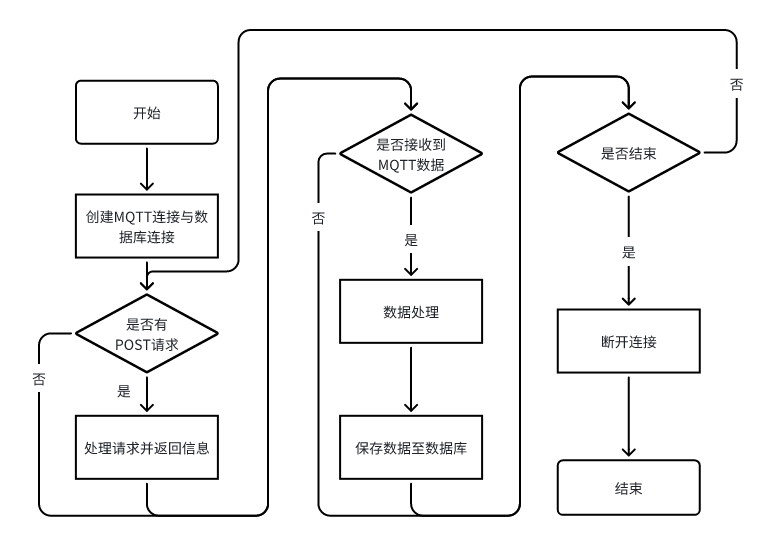 开始
创建MQTT连接与数
据库连接
是否有
POST请求
否
是
处理请求并返回信息
是否接收到
MQTT数据
否
是
数据处理
保存数据至数据库
是否结束
否
是
断开连接
结束